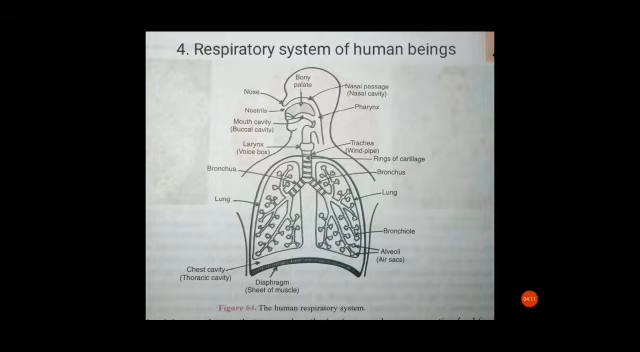 4. Respiratory system of human beings
Bony
palate
Nasal passage
(Nasal cavity)
Nose
Nostrils
Pharynx
Mouth cavity
(Buccal cavity)
Larynx
(Voice box)
Trachea
(Wind-pipe)
Rings of cartilage
Bronchus
Bronchus
Lung
Lung
Bronchiole
Alveoli
(Air sacs)
Chest cavity
(Thoracic cavity)
Diaphragm
(Sheet of muscle)
Figure 64. The human respiratory system.
04:11